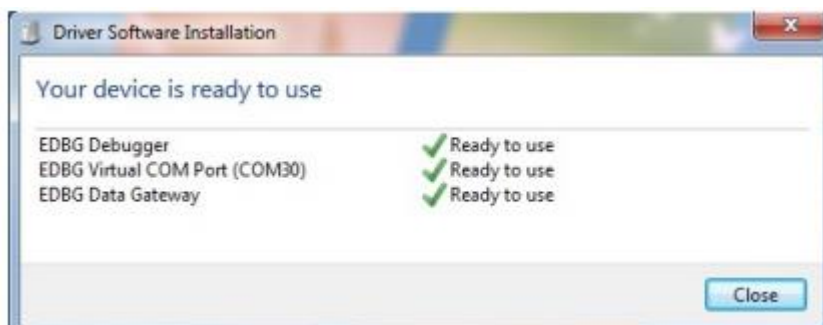 Driver Software Installation
Your device is ready to use
EDBG Debugger Ready to use
EDBG Virtual COM Port (COM30) Ready to use
EDBG Data Gateway Ready to use
Close